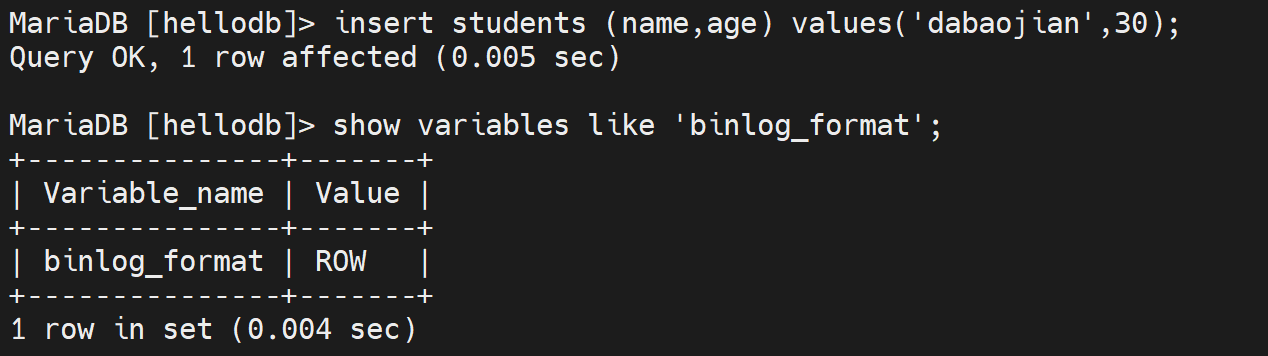 MariaDB [hellodb]> insert students (name,age) values('dabaojian',30);
Query OK, 1 row affected (0.005 sec)

MariaDB [hellodb]> show variables like 'binlog_format';
+---------------+-------+
| Variable_name | Value |
+---------------+-------+
| binlog_format | ROW   |
+---------------+-------+
1 row in set (0.004 sec)